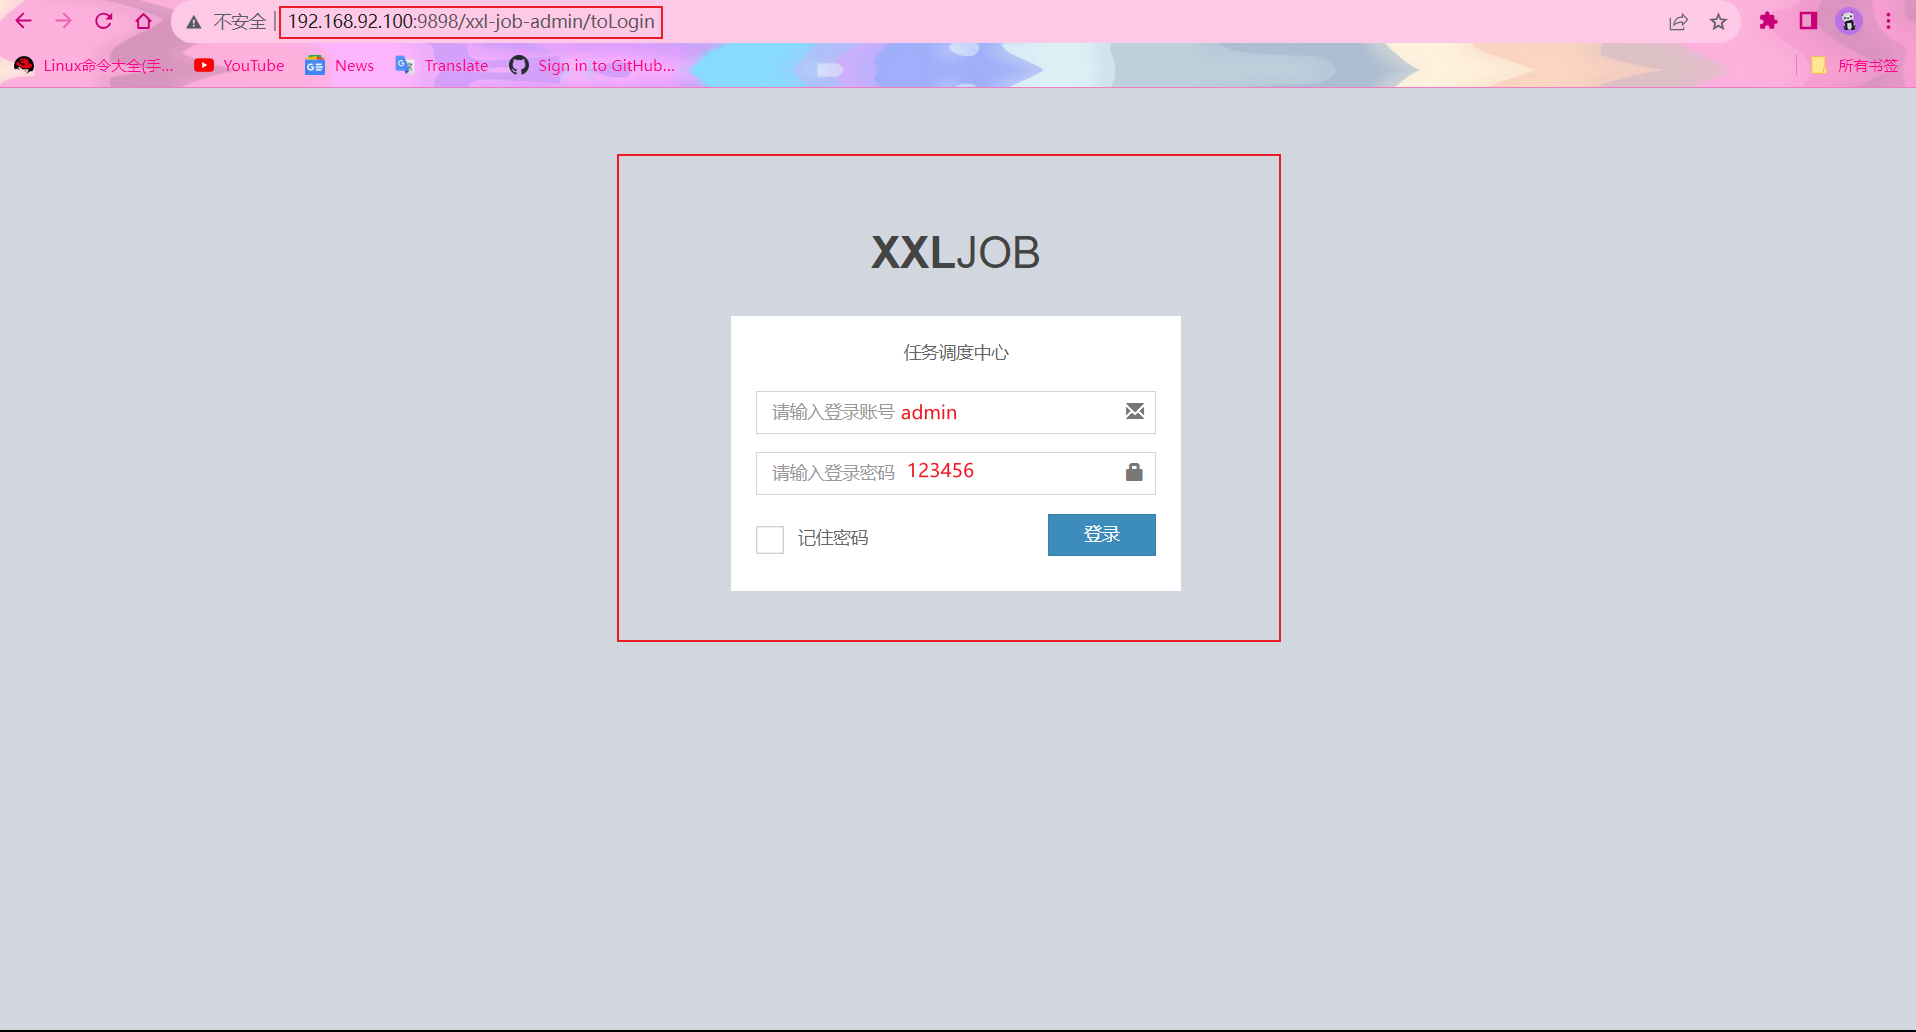 不安全 192.168.92.100:9898/xxl-job-admin/toLogin
Linux命令大全(手... YouTube News Translate Sign in to GitHub... 所有书签
XXLJOB
任务调度中心
请输入登录账号 admin
请输入登录密码 123456
记住密码 登录